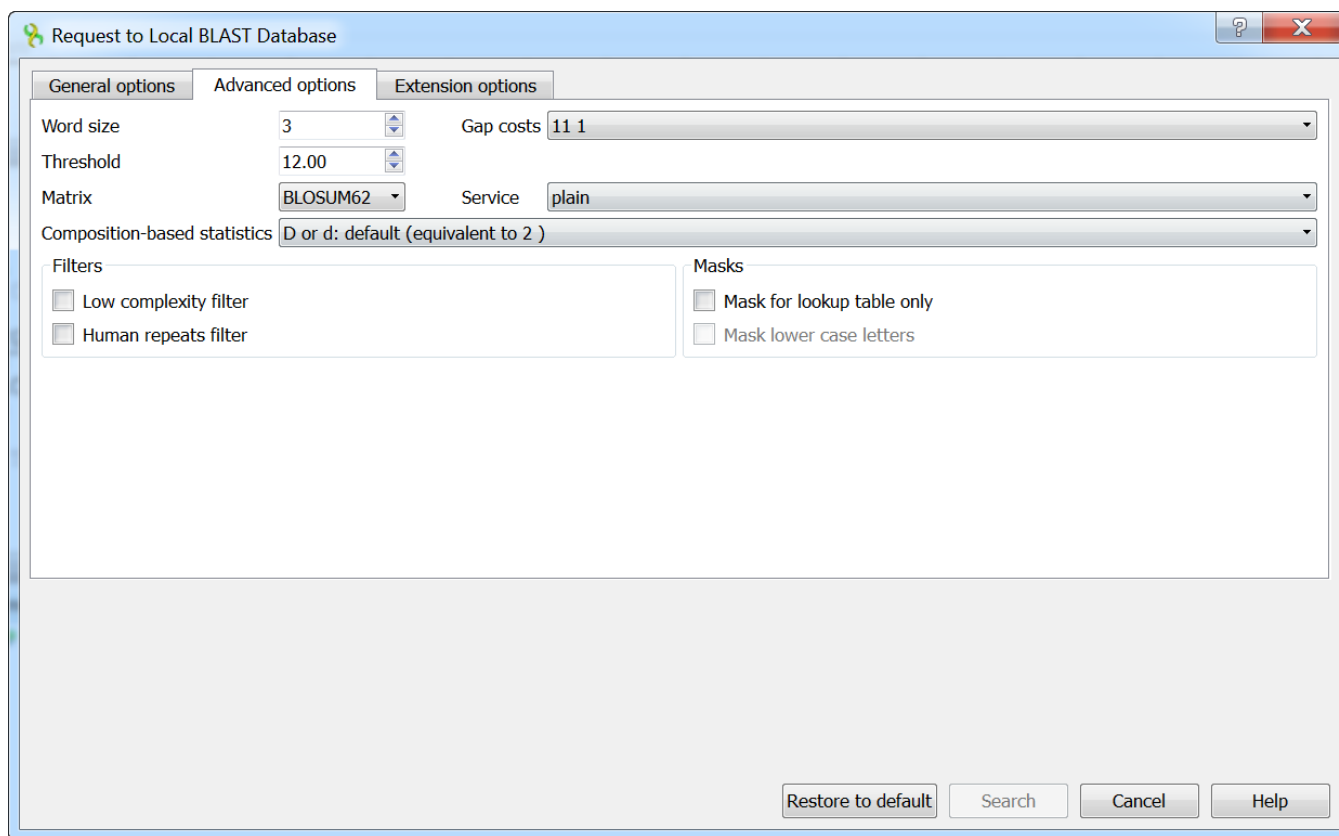 Request to Local BLAST Database
General options Advanced options Extension options
Word size 3 Gap costs 11 1
Threshold 12.00
Matrix BLOSUM62 Service plain
Composition-based statistics D or d: default (equivalent to 2 )
Filters Masks
Low complexity filter Mask for lookup table only
Human repeats filter Mask lower case letters
Restore to default Search Cancel Help